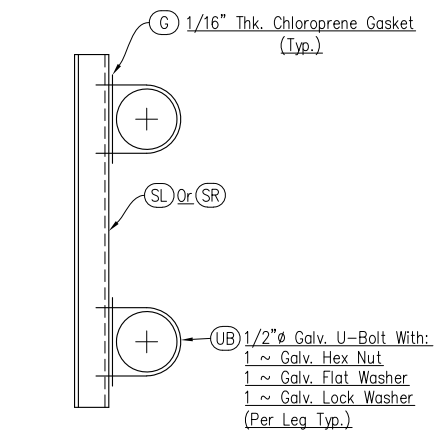 G 1/16" Thk. Chloroprene Gasket
(Typ.)
SL Or SR
UB 1/2"ø Galv. U-Bolt With:
1 ~ Galv. Hex Nut
1 ~ Galv. Flat Washer
1 ~ Galv. Lock Washer
(Per Leg Typ.)